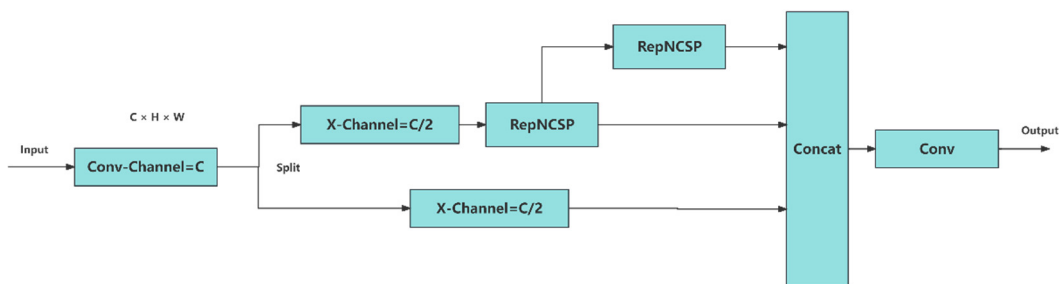 RepNCSP
C × H × W
X-Channel=C/2
RepNCSP
Input
Conv-Channel=C
Split
Concat
Conv
Output
X-Channel=C/2